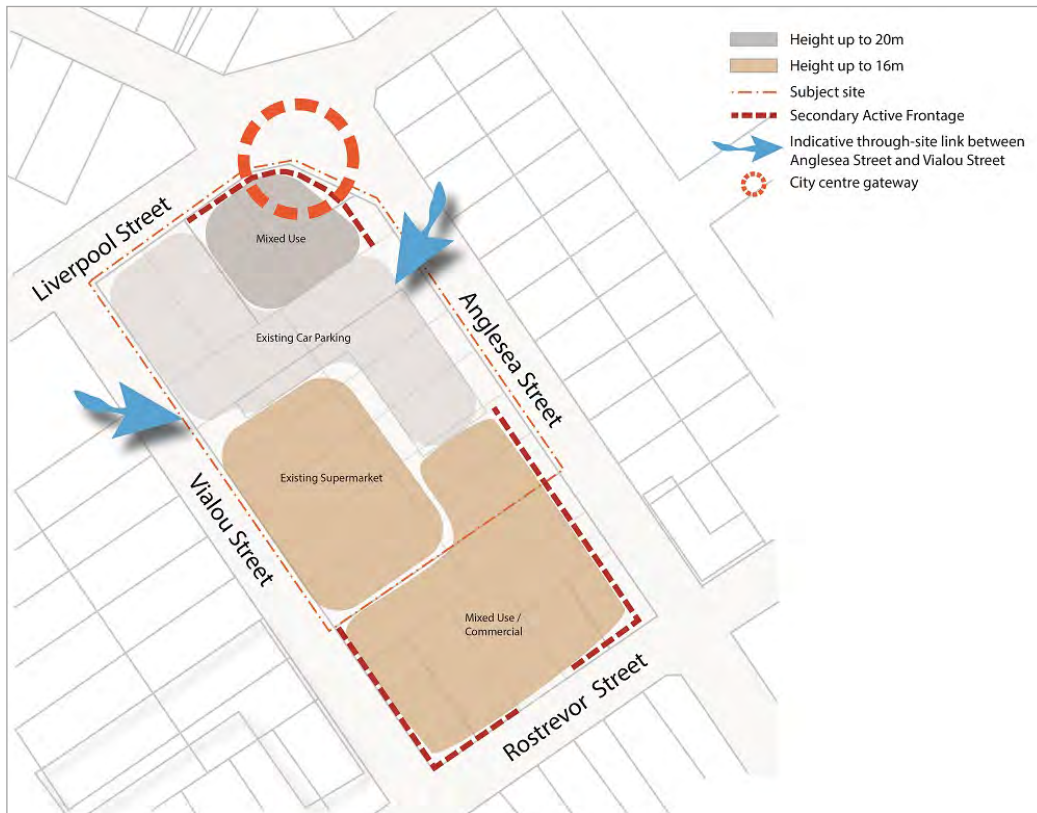 Height up to 20m
Height up to 16m
Subject site
Secondary Active Frontage
Indicative through-site link between
Anglesea Street and Vialou Street
City centre gateway
Liverpool Street
Mixed Use
Existing Car Parking
Anglesea Street
Existing Supermarket
Vialou Street
Mixed Use /
Commercial
Rostrevor Street